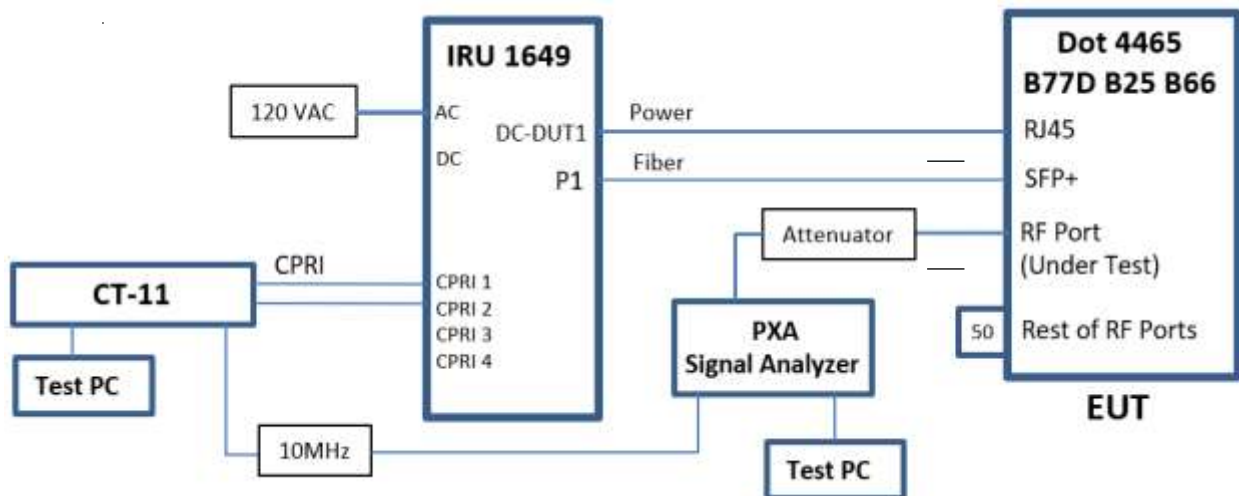 IRU 1649
Dot 4465
B77D B25 B66
120 VAC
AC
DC-DUT1
Power
RJ45
DC
P1
Fiber
SFP+
Attenuator
RF Port
(Under Test)
CPRI
CT-11
CPRI 1
CPRI 2
CPRI 3
CPRI 4
PXA
Signal Analyzer
50
Rest of RF Ports
Test PC
EUT
10MHz
Test PC